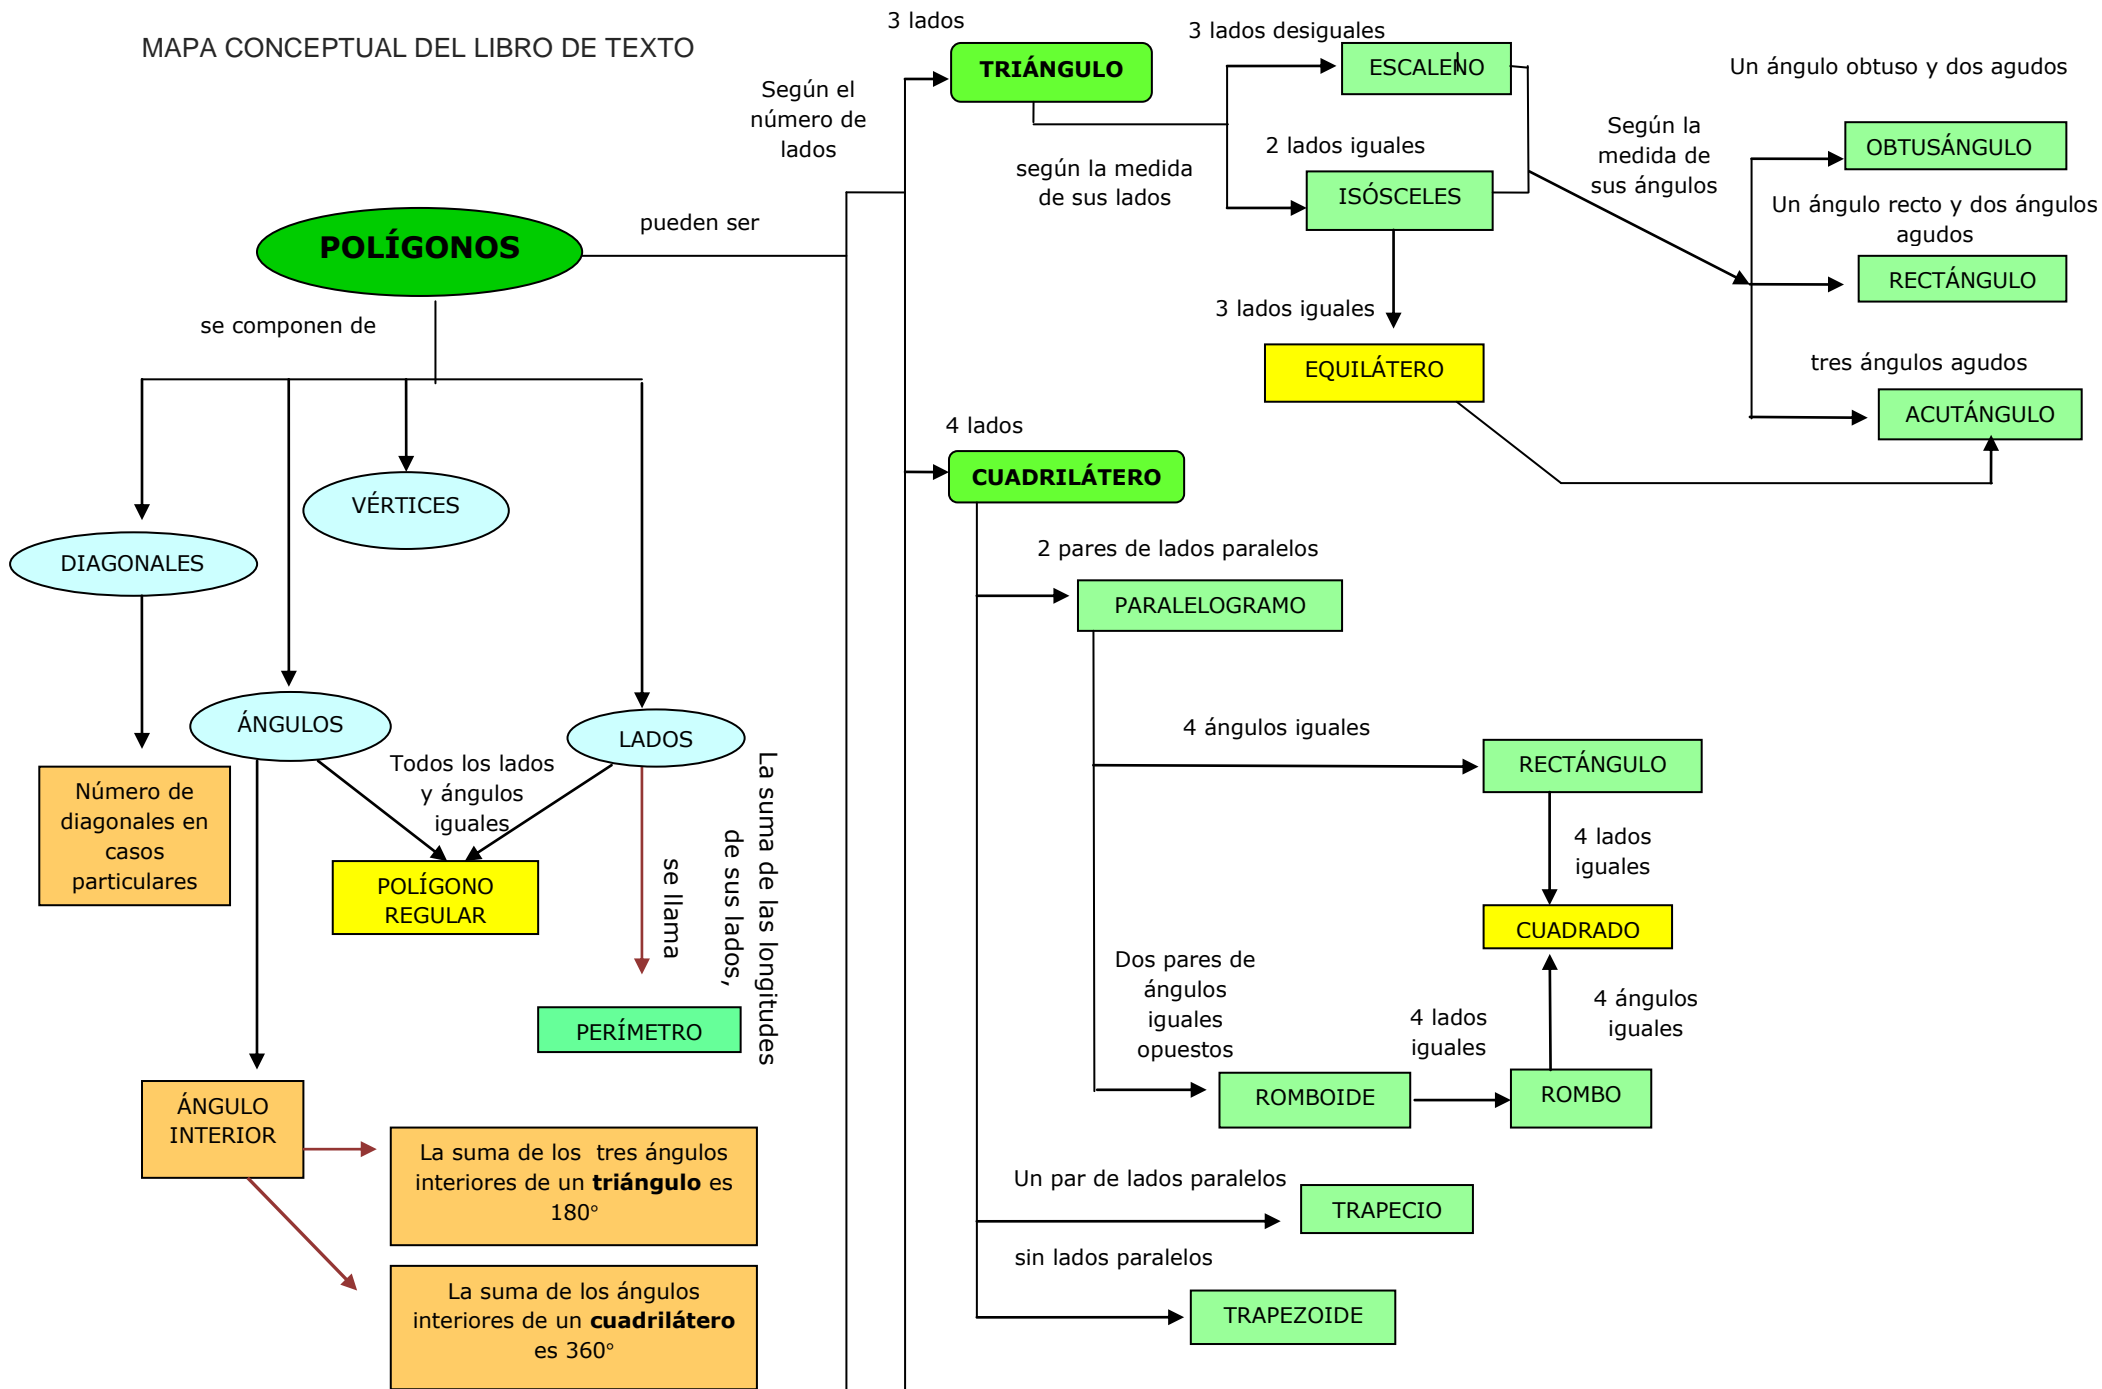 MAPA CONCEPTUAL DEL LIBRO DE TEXTO
POLÍGONOS
pueden ser
Según el
número de
lados
se componen de
DIAGONALES
VÉRTICES
ÁNGULOS
LADOS
Número de
diagonales en
casos
particulares
Todos los lados
y ángulos
iguales
POLÍGONO
REGULAR
La suma de las longitudes
de sus lados,
se llama
PERÍMETRO
ÁNGULO
INTERIOR
La suma de los tres ángulos
interiores de un triángulo es
180°
La suma de los ángulos
interiores de un cuadrilátero
es 360°
3 lados
TRIÁNGULO
según la medida
de sus lados
3 lados desiguales
ESCALENO
2 lados iguales
ISÓSCELES
3 lados iguales
EQUILÁTERO
Según la
medida de
sus ángulos
Un ángulo obtuso y dos agudos
OBTUSÁNGULO
Un ángulo recto y dos ángulos
agudos
RECTÁNGULO
tres ángulos agudos
ACUTÁNGULO
4 lados
CUADRILÁTERO
2 pares de lados paralelos
PARALELOGRAMO
4 ángulos iguales
RECTÁNGULO
4 lados
iguales
CUADRADO
Dos pares de
ángulos
iguales
opuestos
ROMBOIDE
4 lados
iguales
ROMBO
4 ángulos
iguales
Un par de lados paralelos
TRAPECIO
sin lados paralelos
TRAPEZOIDE